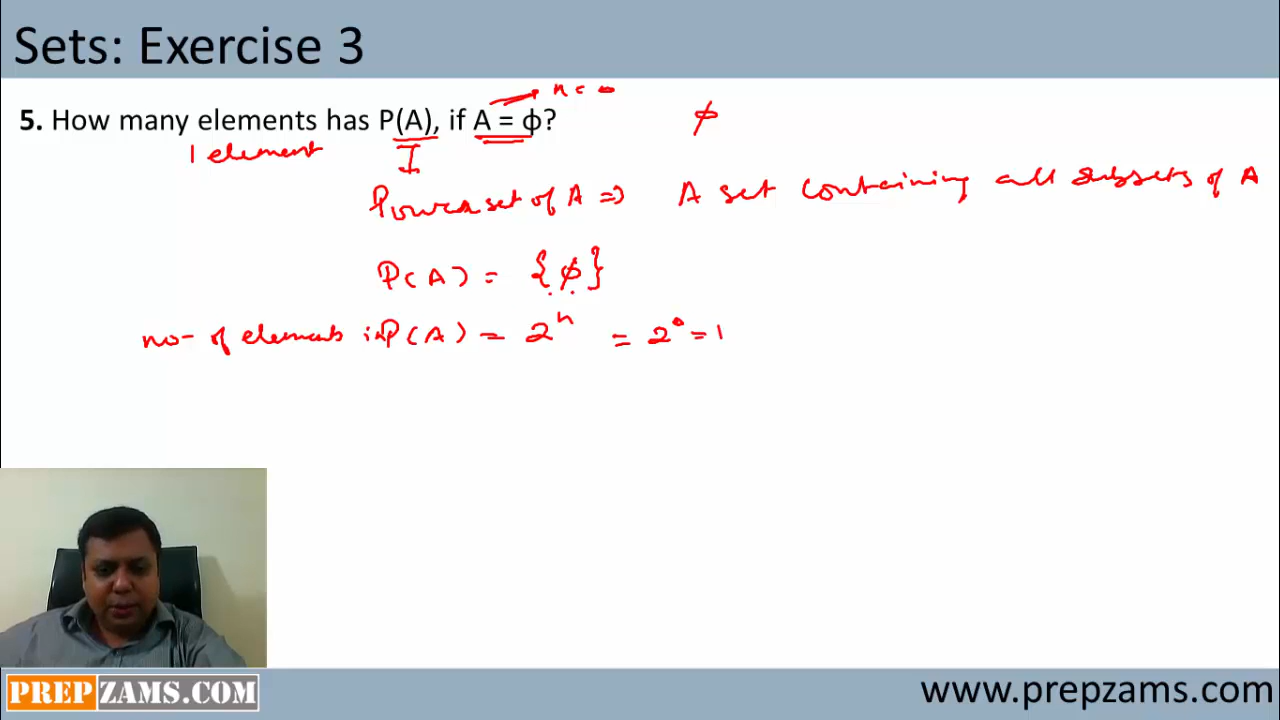 Sets: Exercise 3
n = 0
5. How many elements has P(A), if A = ϕ?
ϕ
1 element
Power set of A ⇒ A set containing all subsets of A
P(A) = {ϕ}
no- of elements in P(A) = 2ⁿ = 2⁰ = 1
PREPZAMS.COM
www.prepzams.com